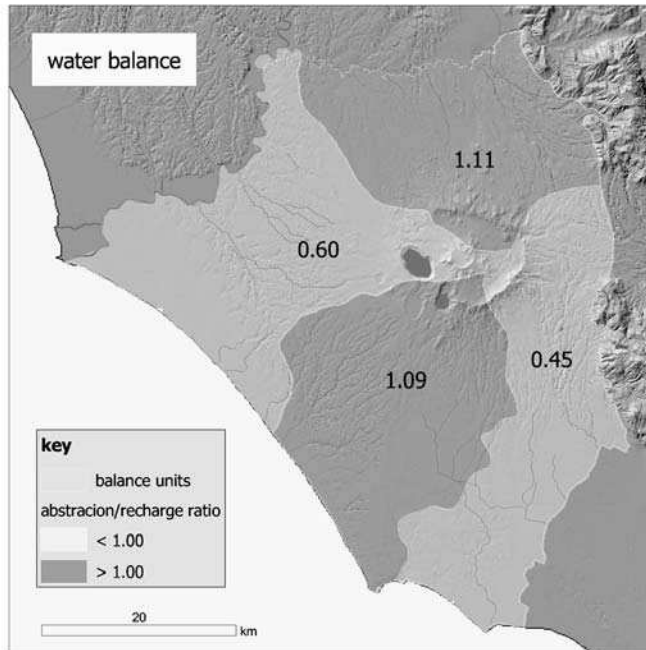 water balance
1.11
0.60
0.45
1.09
key
balance units
abstracion/recharge ratio
< 1.00
> 1.00
20
km